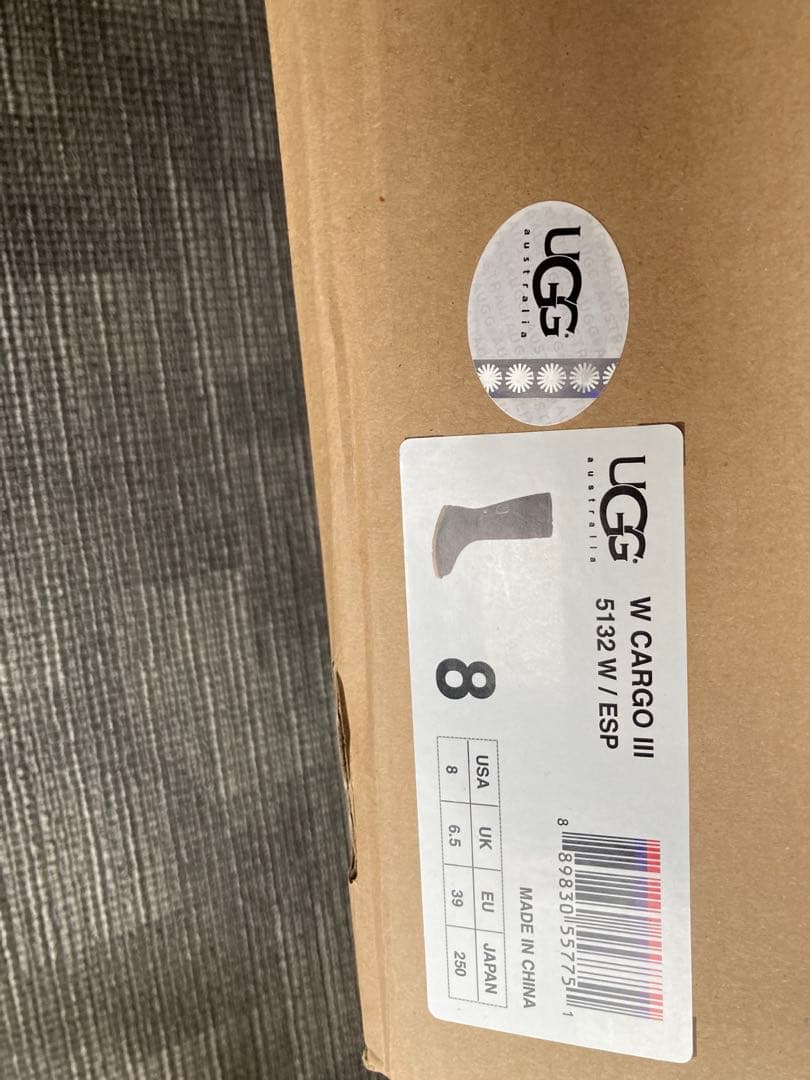 UGG
australia
UGG
australia
W CARGO III
5132 W / ESP
8
USA UK EU JAPAN
8 6.5 39 250
MADE IN CHINA
8 89830 55775 1